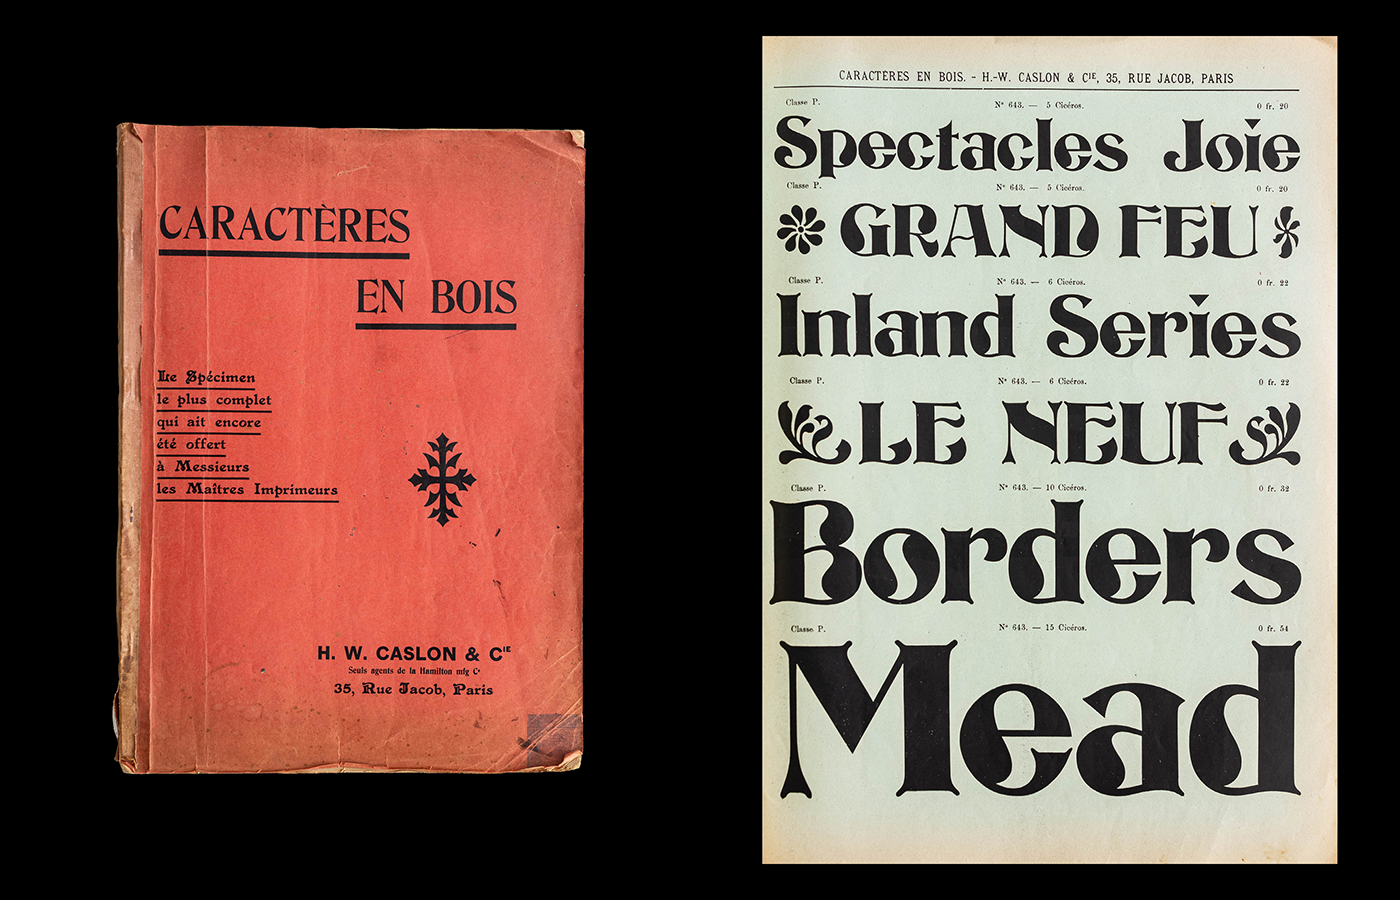 CARACTÈRES
EN BOIS
Le Spécimen
le plus complet
qui ait encore
été offert
à Messieurs
les Maîtres Imprimeurs
H. W. CASLON & CIE
Seuls agents de la Hamilton mfg Co
35, Rue Jacob, Paris
CARACTÈRES EN BOIS. - H.-W. CASLON & CIE, 35, RUE JACOB, PARIS
Classe P. No 643. — 5 Cicéros. 0 fr. 20
Spectacles Joie
Classe P. No 643. — 5 Cicéros. 0 fr. 20
GRAND FEU
Classe P. No 643. — 6 Cicéros. 0 fr. 22
Inland Series
Classe P. No 643. — 6 Cicéros. 0 fr. 22
LE NEUF
Classe P. No 643. — 10 Cicéros. 0 fr. 32
Borders
Classe P. No 643. — 15 Cicéros. 0 fr. 54
Mead